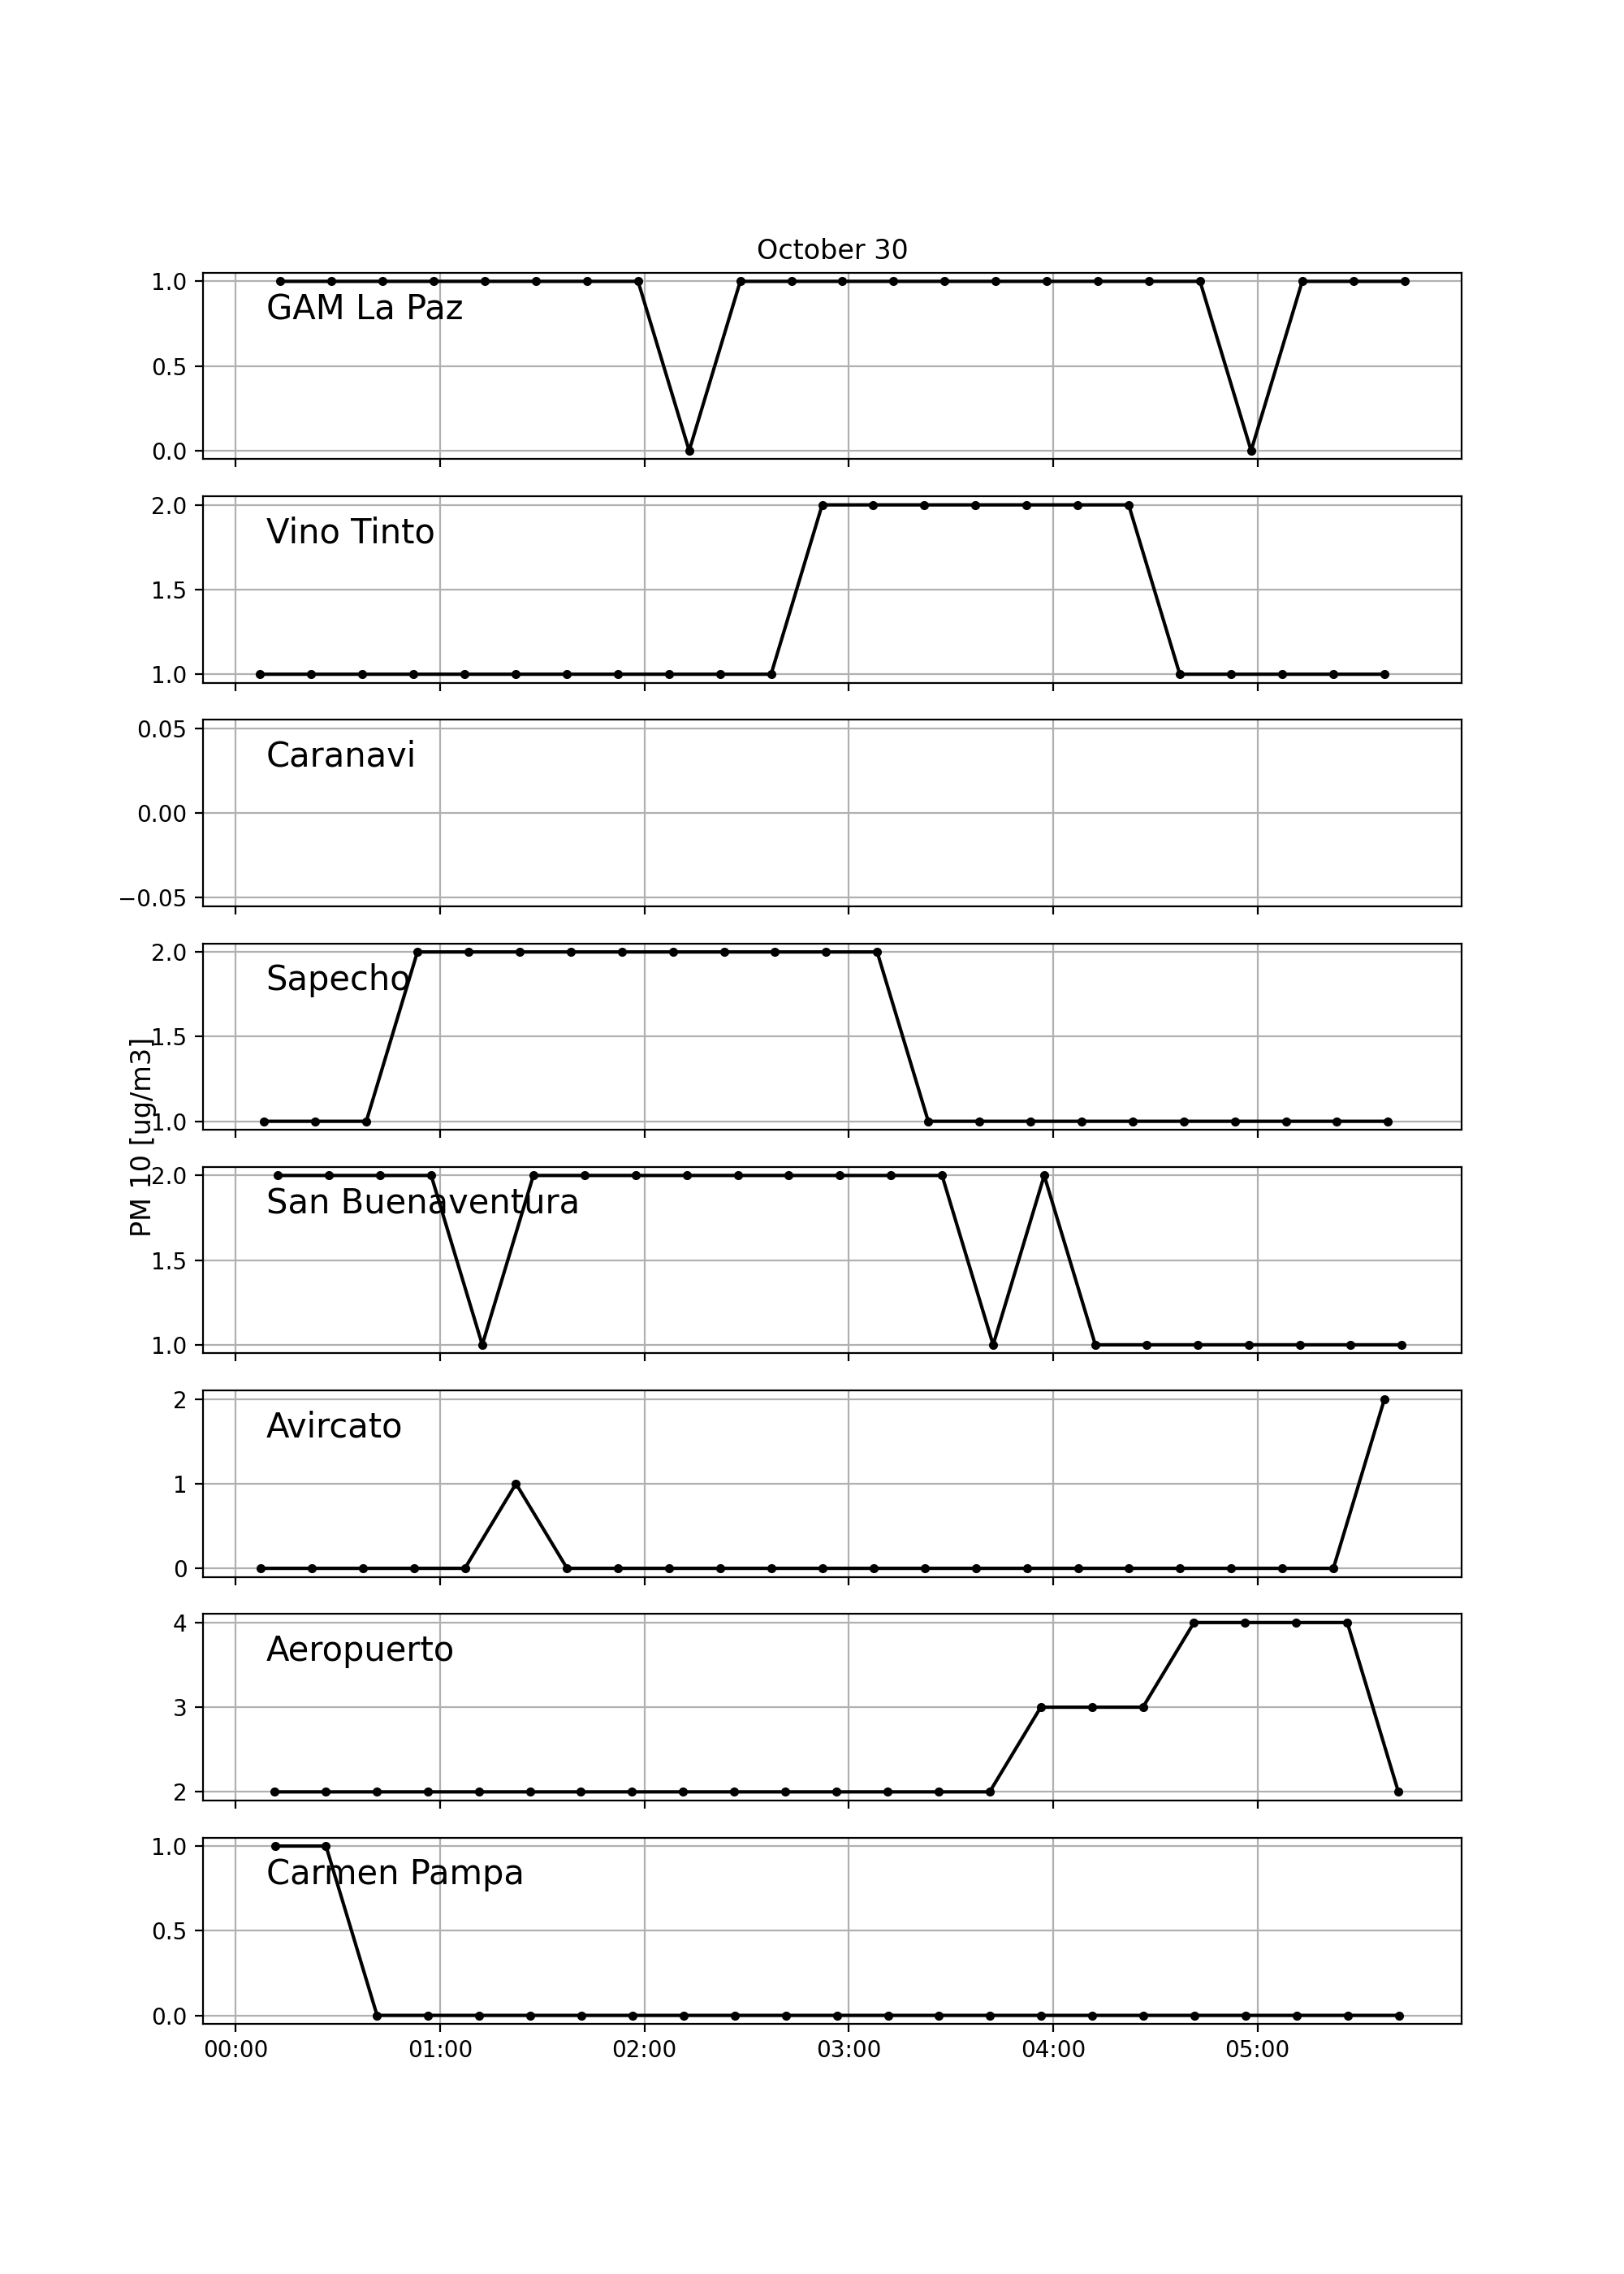 October 30
1.0
GAM La Paz
0.5
0.0
2.0
Vino Tinto
1.5
1.0
0.05
Caranavi
0.00
−0.05
2.0
Sapecho
1.5
1.0
PM 10 [ug/m3]
2.0
San Buenaventura
1.5
1.0
2
Avircato
1
0
4
Aeropuerto
3
2
1.0
Carmen Pampa
0.5
0.0
00:00 01:00 02:00 03:00 04:00 05:00